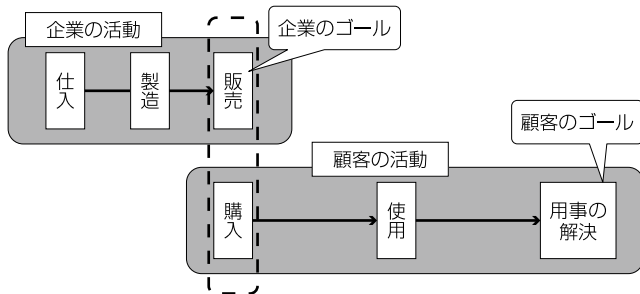 企業の活動
企業のゴール
仕入
製造
販売
顧客のゴール
顧客の活動
購入
使用
用事の
解決